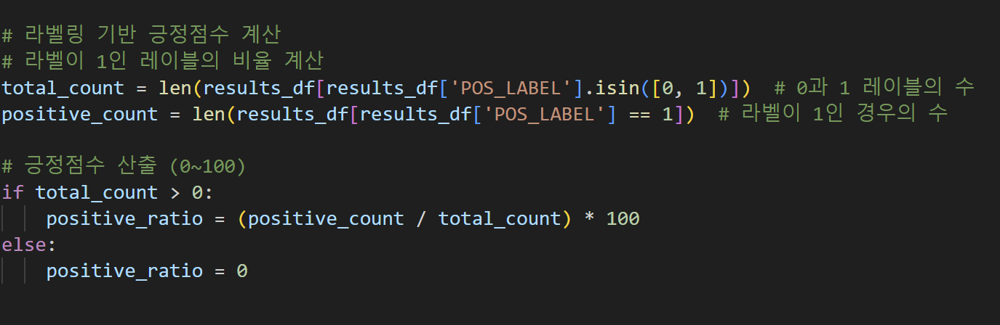 # 라벨링 기반 긍정점수 계산
# 라벨이 1인 레이블의 비율 계산
total_count = len(results_df[results_df['POS_LABEL'].isin([0, 1])])  # 0과 1 레이블의 수
positive_count = len(results_df[results_df['POS_LABEL'] == 1])  # 라벨이 1인 경우의 수
# 긍정점수 산출 (0~100)
if total_count > 0:
    positive_ratio = (positive_count / total_count) * 100
else:
    positive_ratio = 0